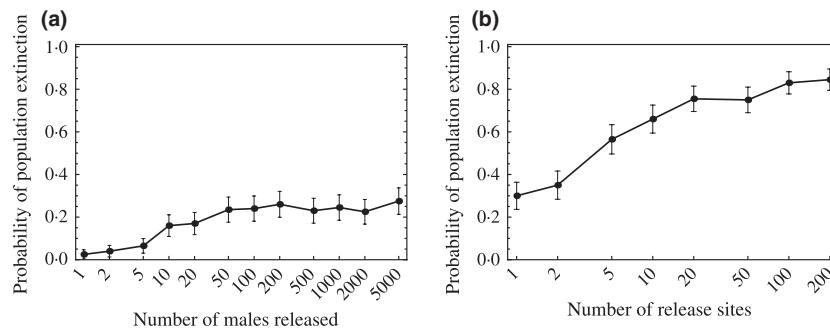 (a)
Probability of population extinction
1·0
0·8
0·6
0·4
0·2
0·0
1 2 5 10 20 50 100 200 500 1000 2000 5000
Number of males released
(b)
Probability of population extinction
1·0
0·8
0·6
0·4
0·2
0·0
1 2 5 10 20 50 100 200
Number of release sites